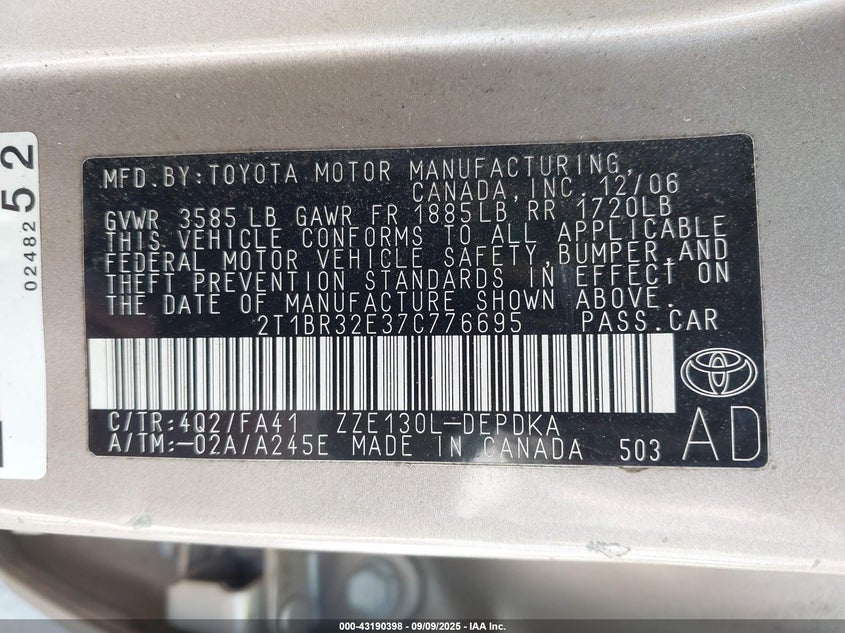 MFD.BY:TOYOTA MOTOR MANUFACTURING,
CANADA,INC. 12/06
GVWR 3585LB GAWR FR 1885LB RR 1720LB
THIS VEHICLE CONFORMS TO ALL APPLICABLE
FEDERAL MOTOR VEHICLE SAFETY,BUMPER,AND
THEFT PREVENTION STANDARDS IN EFFECT ON
THE DATE OF MANUFACTURE SHOWN ABOVE.
2T1BR32E37C776695 PASS.CAR
C/TR:4Q2/FA41 ZZE130L-DEPDKA
A/TM:-02A/A245E MADE IN CANADA 503
AD
02482
52
000-43190398 - 09/09/2025 - IAA Inc.